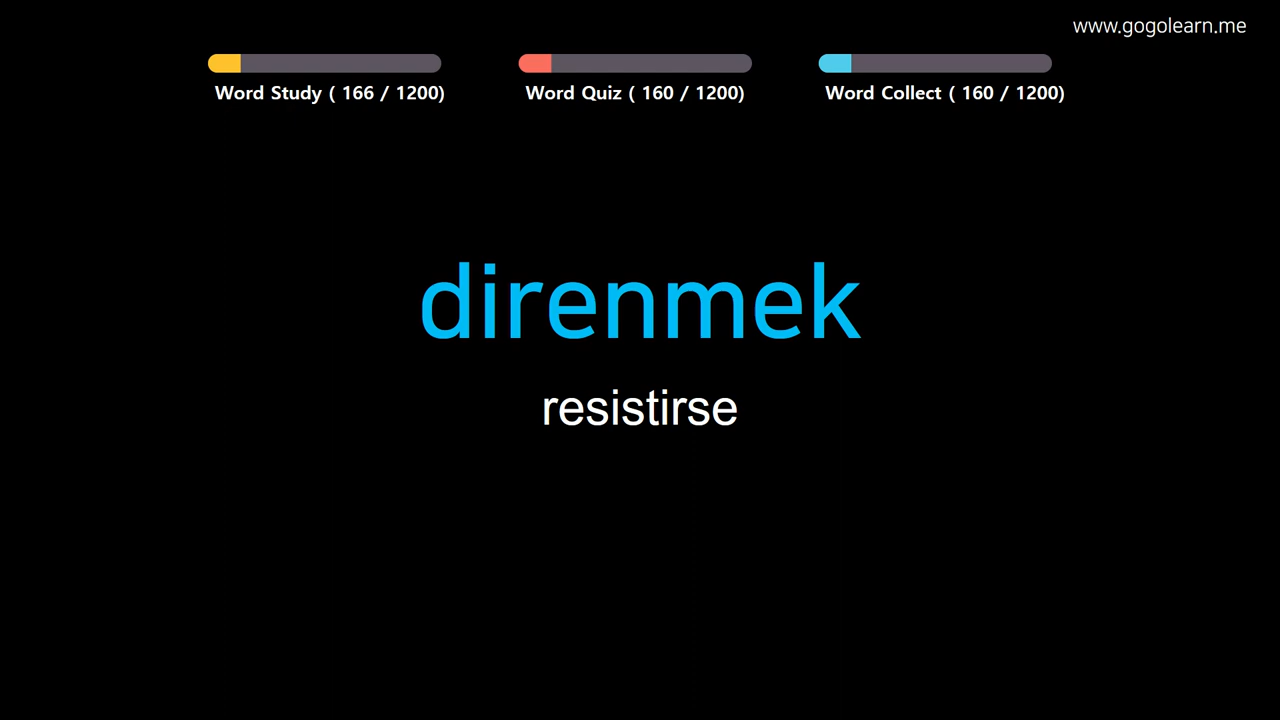 www.gogolearn.me
Word Study ( 166 / 1200)
Word Quiz ( 160 / 1200)
Word Collect ( 160 / 1200)
direnmek
resistirse